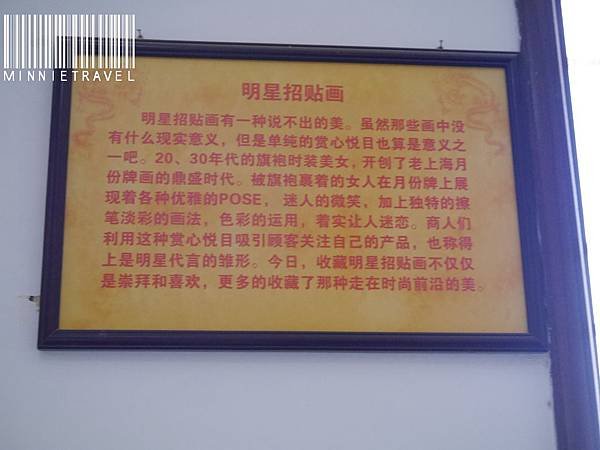 MINNIETRAVEL
明星招贴画
明星招贴画有一种说不出的美。虽然那些画中没
有什么现实意义，但是单纯的赏心悦目也算是意义之
一吧。20、30年代的旗袍时装美女，开创了老上海月
份牌画的鼎盛时代。被旗袍裹着的女人在月份牌上展
现着各种优雅的POSE，迷人的微笑，加上独特的擦
笔淡彩的画法，色彩的运用，着实让人迷恋。商人们
利用这种赏心悦目吸引顾客关注自己的产品，也称得
上是明星代言的雏形。今日，收藏明星招贴画不仅仅
是崇拜和喜欢，更多的收藏了那种走在时尚前沿的美。